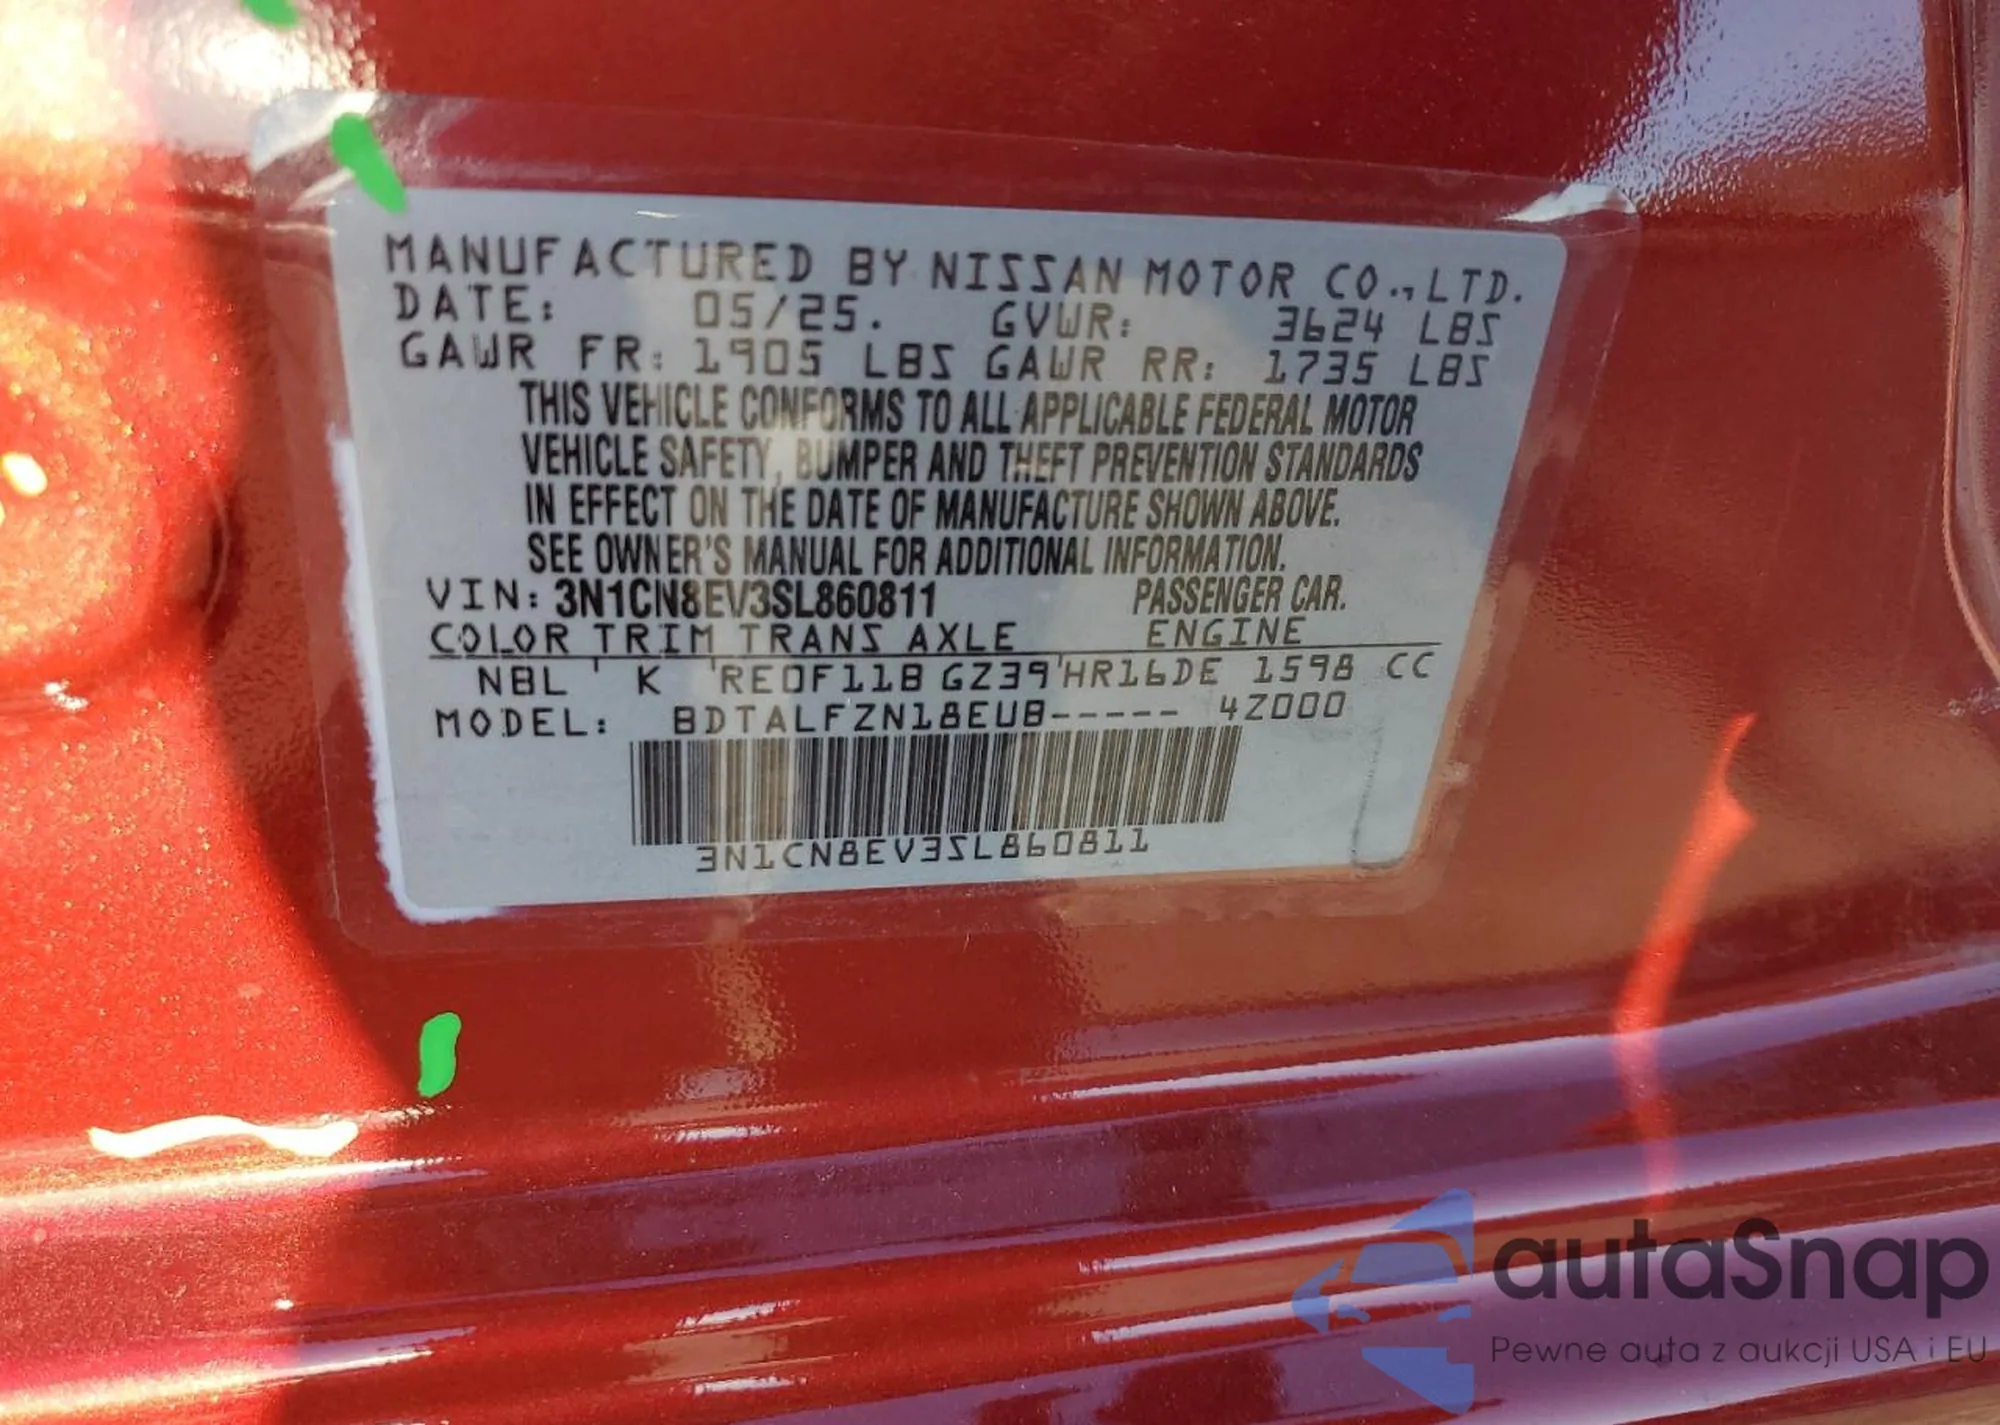 MANUFACTURED BY NISSAN MOTOR CO., LTD.
DATE: 05/25. GVWR: 3624 LBS
GAWR FR: 1905 LBS GAWR RR: 1735 LBS
THIS VEHICLE CONFORMS TO ALL APPLICABLE FEDERAL MOTOR
VEHICLE SAFETY, BUMPER AND THEFT PREVENTION STANDARDS
IN EFFECT ON THE DATE OF MANUFACTURE SHOWN ABOVE.
SEE OWNER'S MANUAL FOR ADDITIONAL INFORMATION.
VIN: 3N1CN8EV3SL860811 PASSENGER CAR.
COLOR TRIM TRANS AXLE ENGINE
NBL ' K 'RE0F11B GZ39'HR16DE 1598 CC
MODEL: BDTALFZN18EUB----- 4Z000
3N1CN8EV3SL860811
autaSnap
Pewne auta z aukcji USA i EU